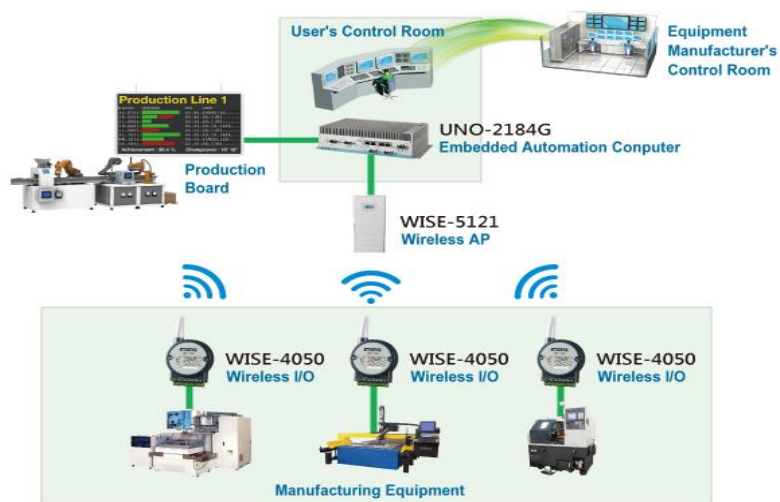 User's Control Room
Equipment
Manufacturer's
Control Room
Production Line 1
UNO-2184G
Embedded Automation Conputer
Production
Board
WISE-5121
Wireless AP
WISE-4050
Wireless I/O
WISE-4050
Wireless I/O
WISE-4050
Wireless I/O
Manufacturing Equipment